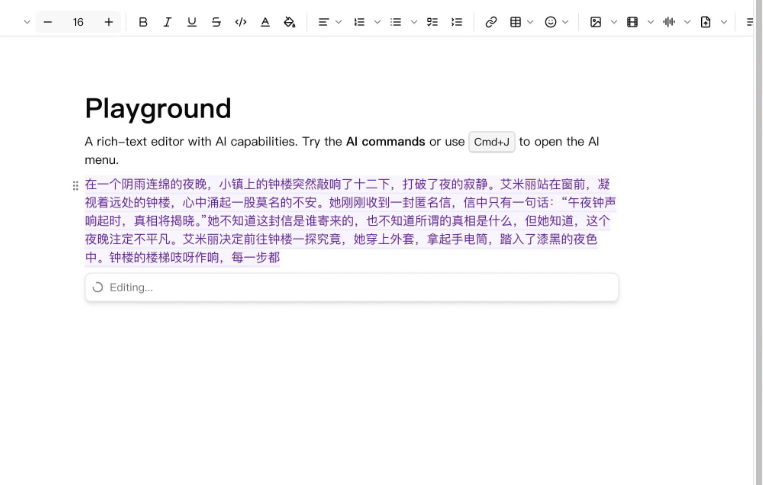 16
Playground
A rich-text editor with AI capabilities. Try the AI commands or use Cmd+J to open the AI
menu.
在一个阴雨连绵的夜晚，小镇上的钟楼突然敲响了十二下，打破了夜的寂静。艾米丽站在窗前，凝
视着远处的钟楼，心中涌起一股莫名的不安。她刚刚收到一封匿名信，信中只有一句话：“午夜钟声
响起时，真相将揭晓。”她不知道这封信是谁寄来的，也不知道所谓的真相是什么，但她知道，这个
夜晚注定不平凡。艾米丽决定前往钟楼一探究竟，她穿上外套，拿起手电筒，踏入了漆黑的夜色
中。钟楼的楼梯吱呀作响，每一步都
Editing...